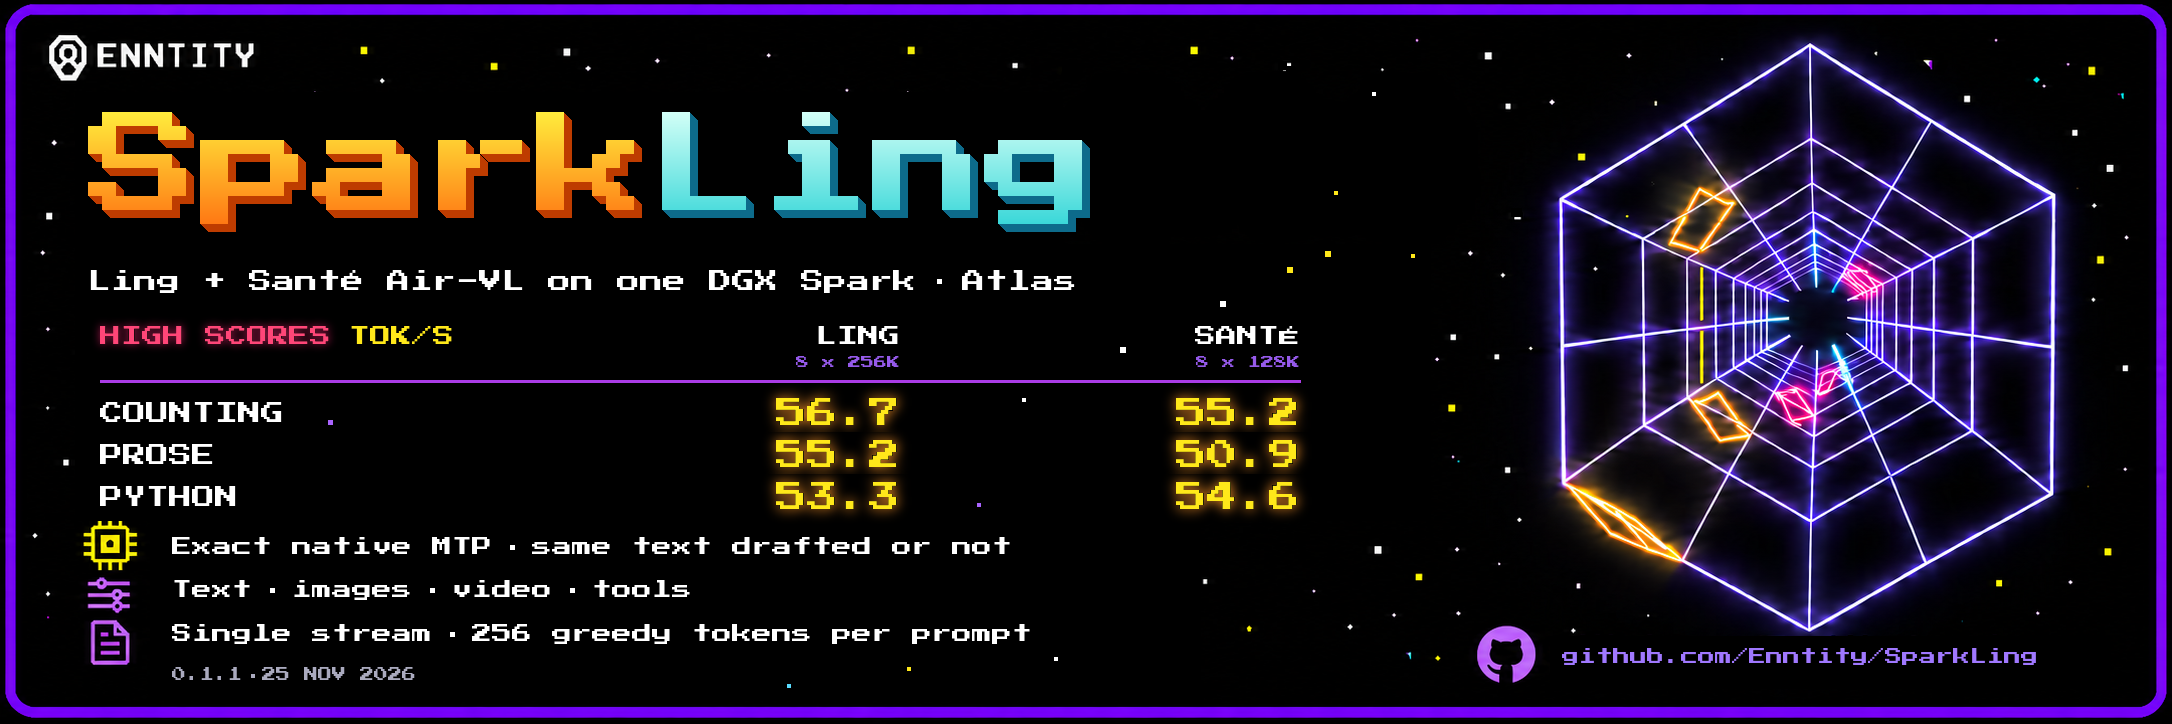 ENNTITY
SparkLing
Ling + Santé Air-VL on one DGX Spark · Atlas
HIGH SCORES TOK/S LING SANTé
8 x 256K 8 x 128K
COUNTING 56.7 55.2
PROSE 55.2 50.9
PYTHON 53.3 54.6
Exact native MTP · same text drafted or not
Text · images · video · tools
Single stream · 256 greedy tokens per prompt
0.1.1·25 NOV 2026
github.com/Enntity/SparkLing